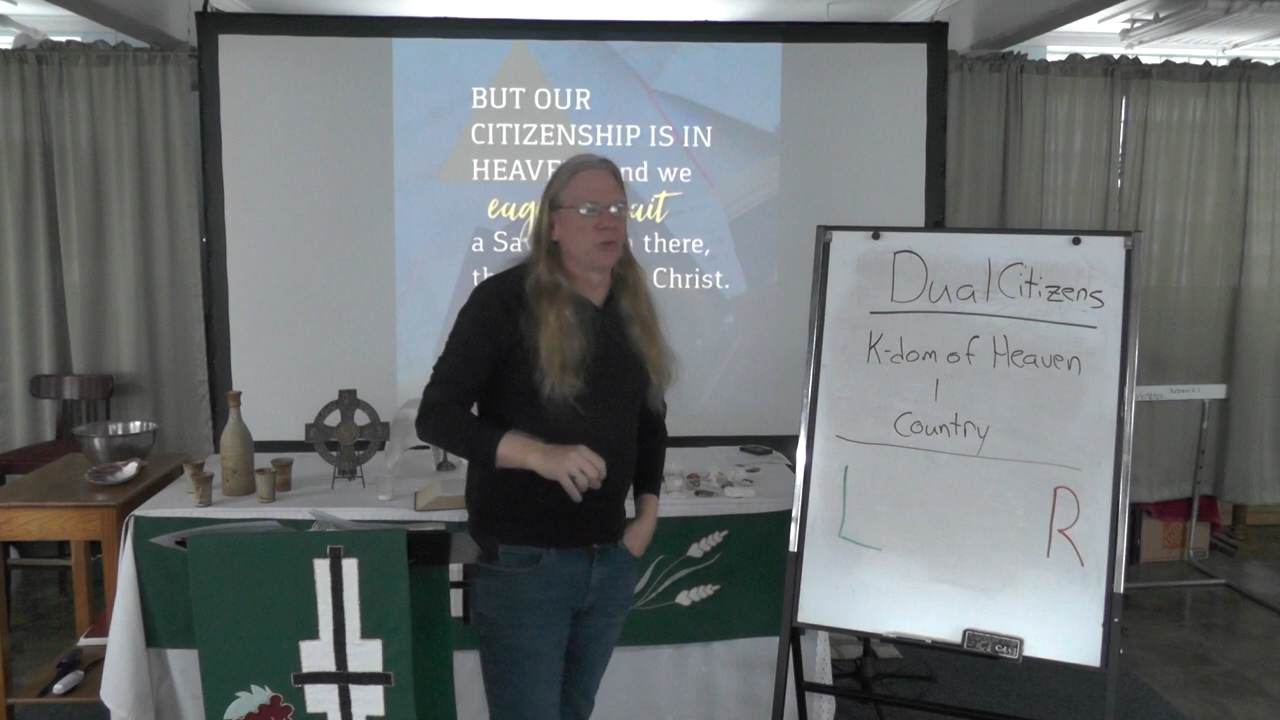 BUT OUR
CITIZENSHIP IS IN
HEAVE nd we
eag ait
a Sa there,
th Christ.
Dual Citizens
K-dom of Heaven
Country
L R